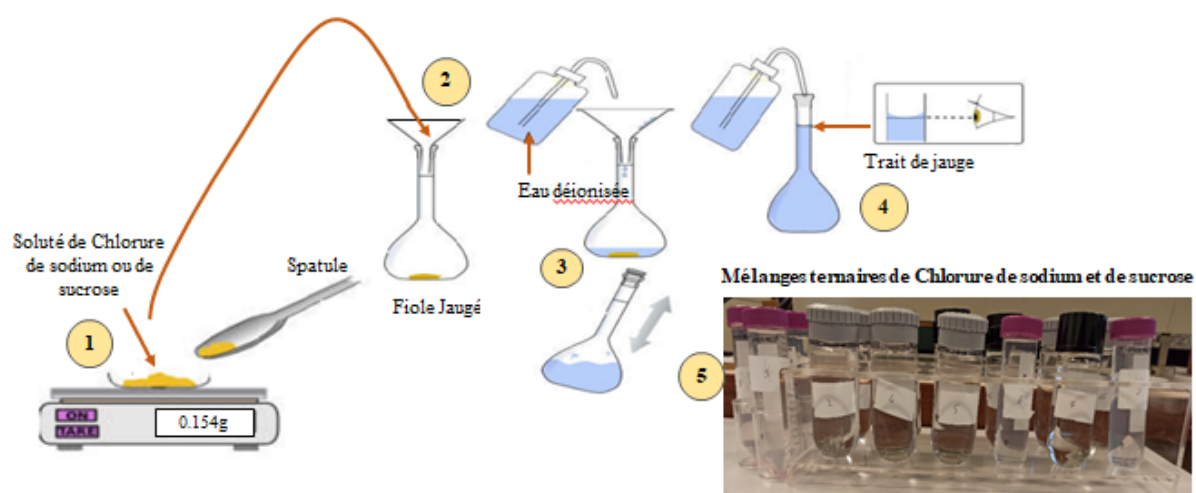 2
Eau déionisée
Trait de jauge
4
Soluté de Chlorure
de sodium ou de
sucrose
Spatule
Fiole Jaugé
3
Mélanges ternaires de Chlorure de sodium et de sucrose
1
5
ON
TAKE
0.154g